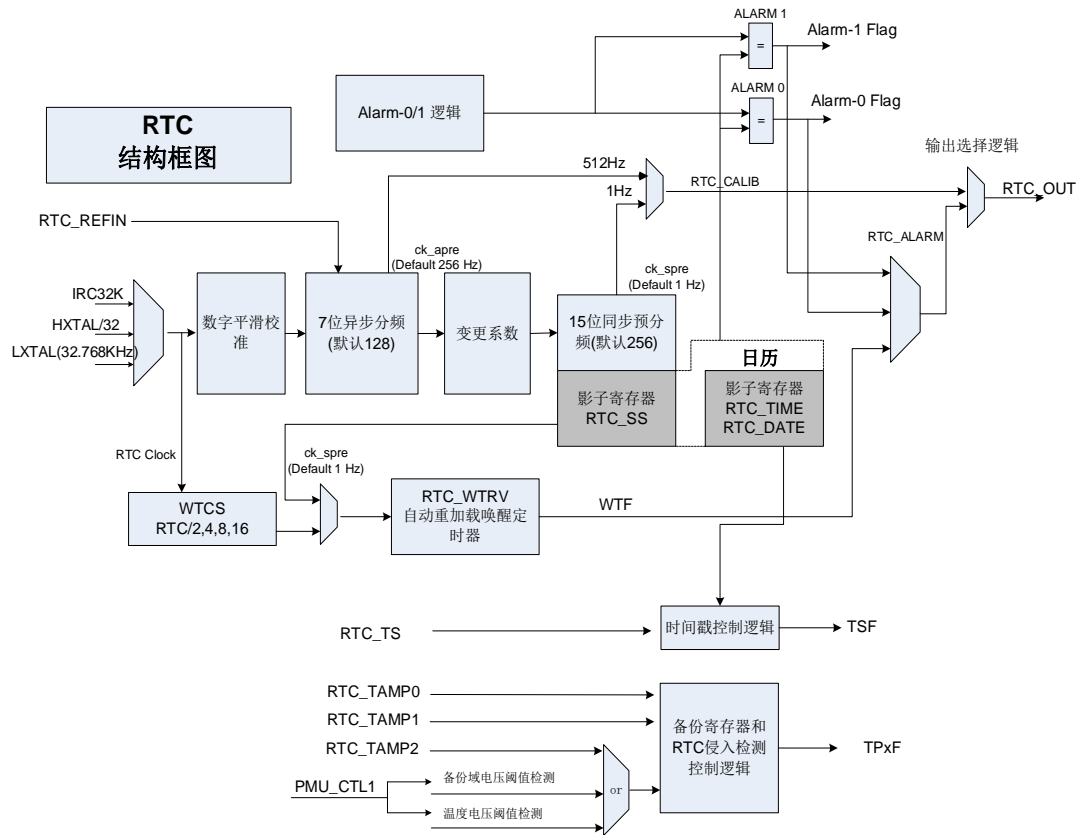 ALARM 1
Alarm-1 Flag
=
Alarm-0/1 逻辑
ALARM 0
Alarm-0 Flag
=
RTC
结构框图
输出选择逻辑
512Hz
1Hz
RTC_CALIB
RTC_OUT
RTC_REFIN
RTC_ALARM
ck_apre
(Default 256 Hz)
ck_spre
(Default 1 Hz)
IRC32K
HXTAL/32
LXTAL(32.768KHz)
数字平滑校
准
7位异步分频
(默认128)
变更系数
15位同步预分
频(默认256)
日历
影子寄存器
RTC_SS
影子寄存器
RTC_TIME
RTC_DATE
RTC Clock
ck_spre
(Default 1 Hz)
WTCS
RTC/2,4,8,16
RTC_WTRV
自动重加载唤醒定
时器
WTF
RTC_TS
时间戳控制逻辑
TSF
RTC_TAMP0
RTC_TAMP1
RTC_TAMP2
备份寄存器和
RTC侵入检测
控制逻辑
TPxF
PMU_CTL1
备份域电压阈值检测
or
温度电压阈值检测